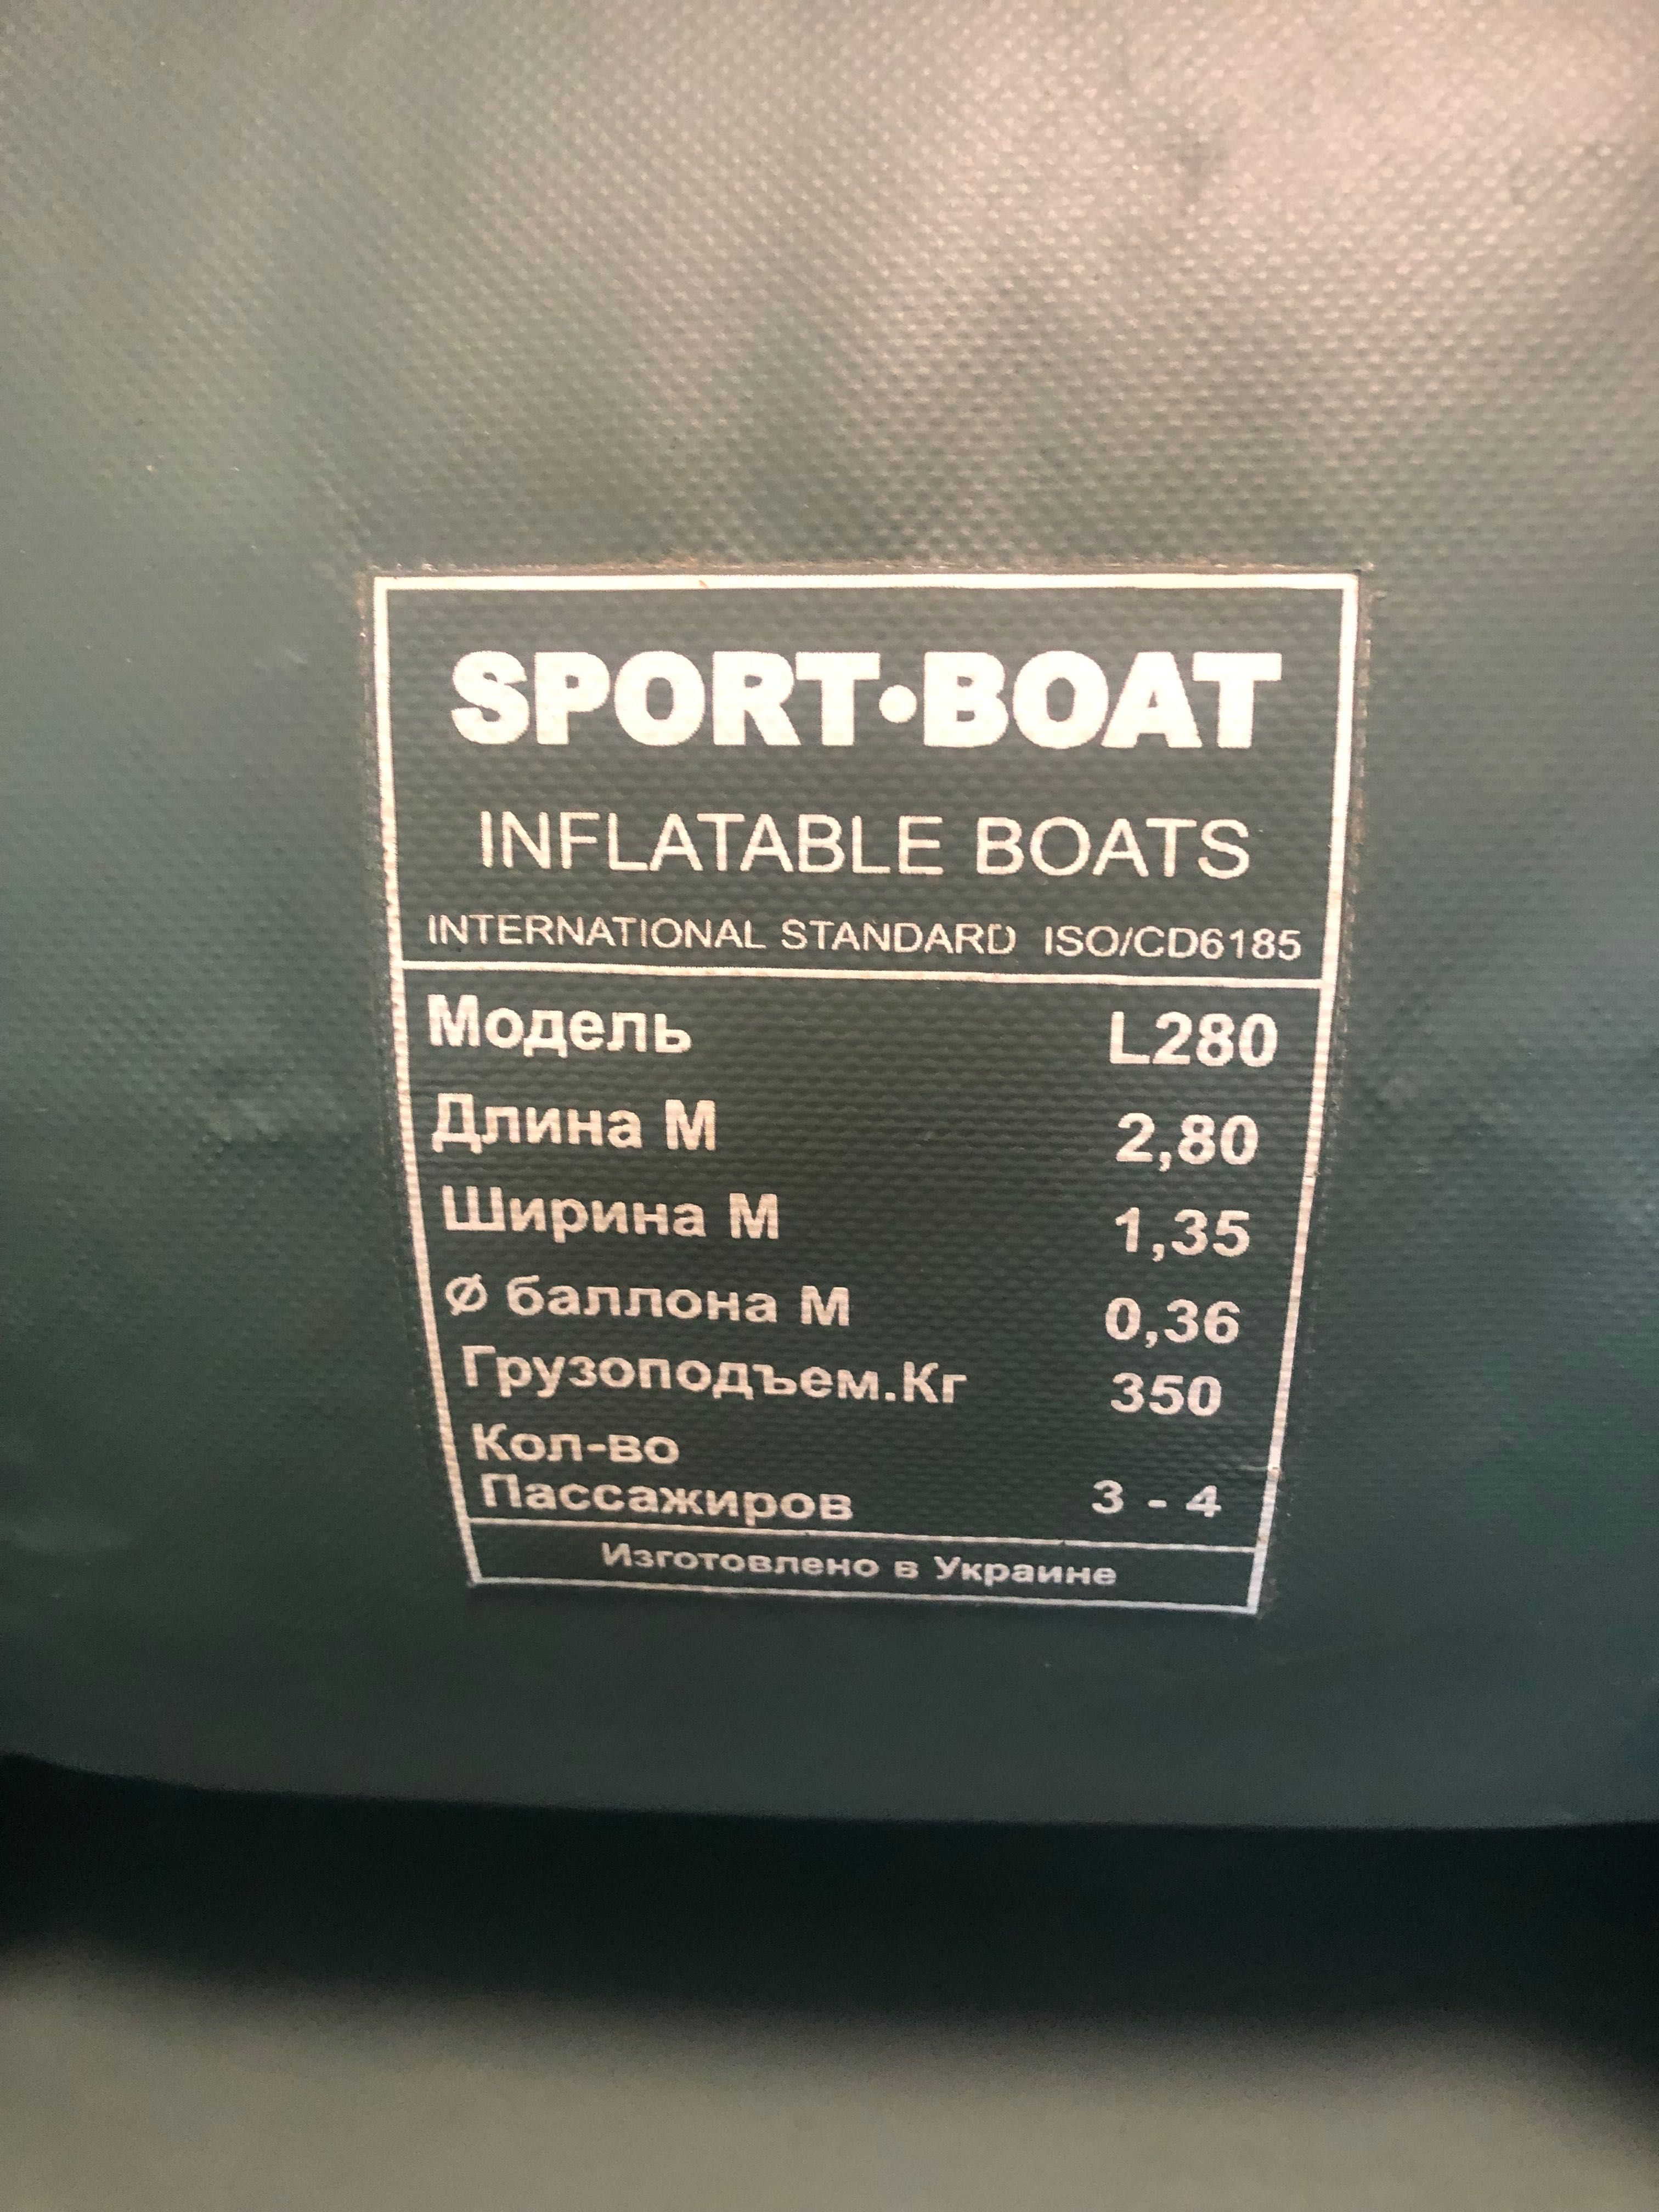 SPORT•BOAT
INFLATABLE BOATS
INTERNATIONAL STANDARD ISO/CD6185
Модель L280
Длина М 2,80
Ширина М 1,35
Ø баллона М 0,36
Грузоподъем.Кг 350
Кол-во
Пассажиров 3 - 4
Изготовлено в Украине